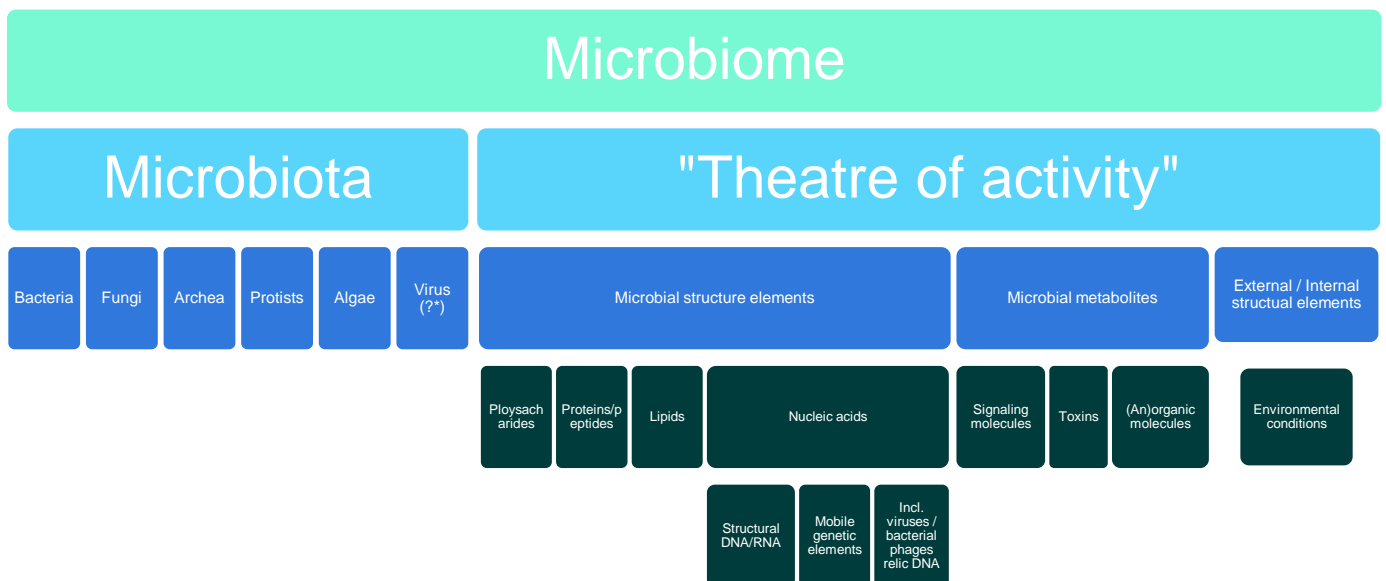 Microbiome
Microbiota
"Theatre of activity"
Bacteria
Fungi
Archea
Protists
Algae
Virus
(?*)
Microbial structure elements
Microbial metabolites
External / Internal
structual elements
Ploysach
arides
Proteins/p
eptides
Lipids
Nucleic acids
Signaling
molecules
Toxins
(An)organic
molecules
Environmental
conditions
Structural
DNA/RNA
Mobile
genetic
elements
Incl.
viruses /
bacterial
phages
relic DNA